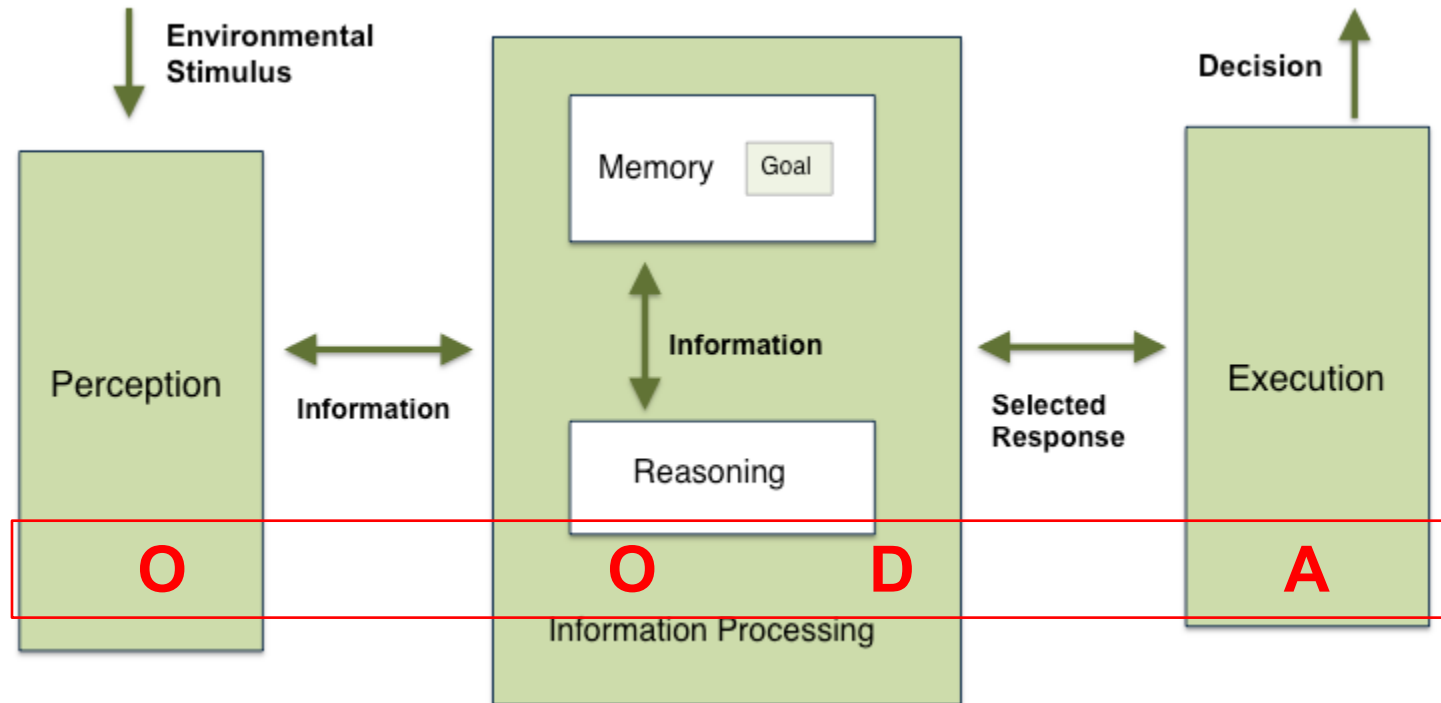 Environmental
Stimulus
Decision
Memory
Goal
Information
Perception
Information
Selected
Response
Execution
Reasoning
O
O
D
A
Information Processing